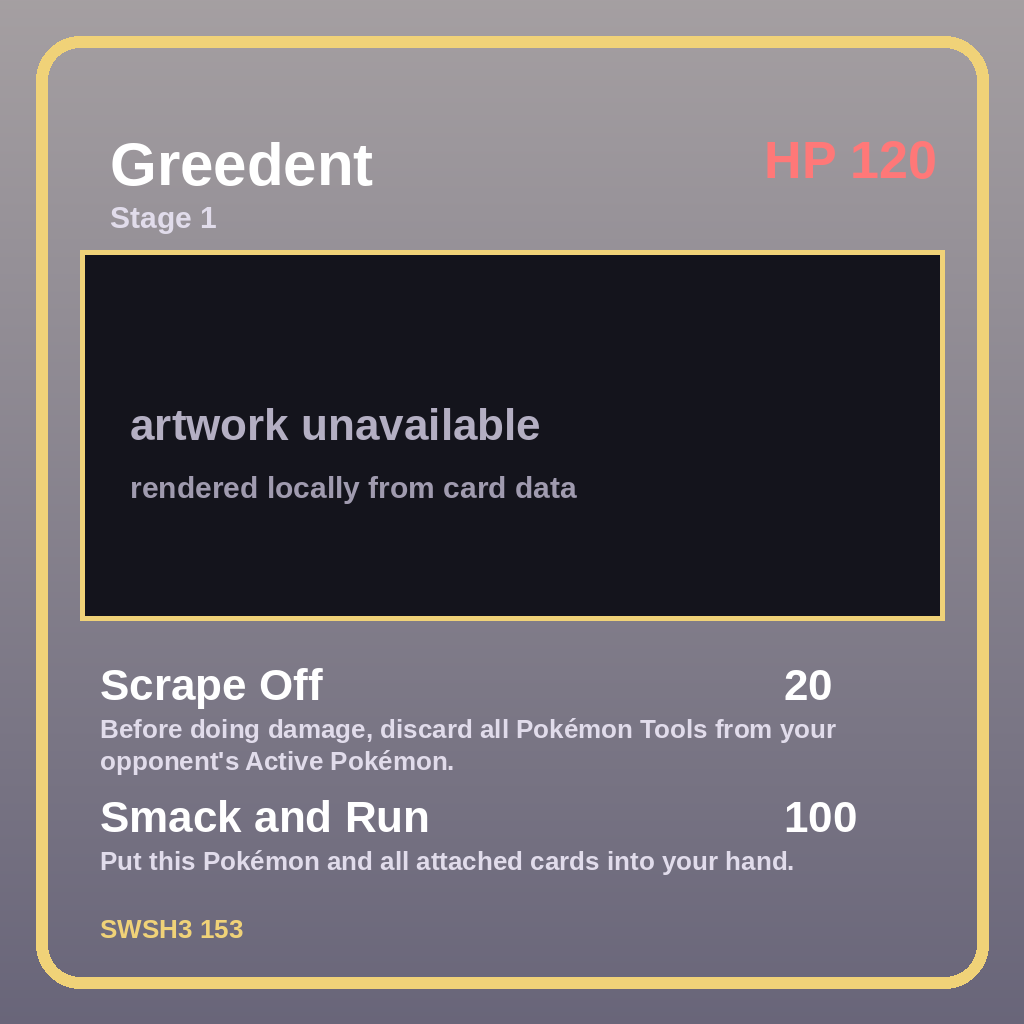 Greedent
HP 120
Stage 1
artwork unavailable
rendered locally from card data
Scrape Off 20
Before doing damage, discard all Pokémon Tools from your
opponent's Active Pokémon.
Smack and Run 100
Put this Pokémon and all attached cards into your hand.
SWSH3 153